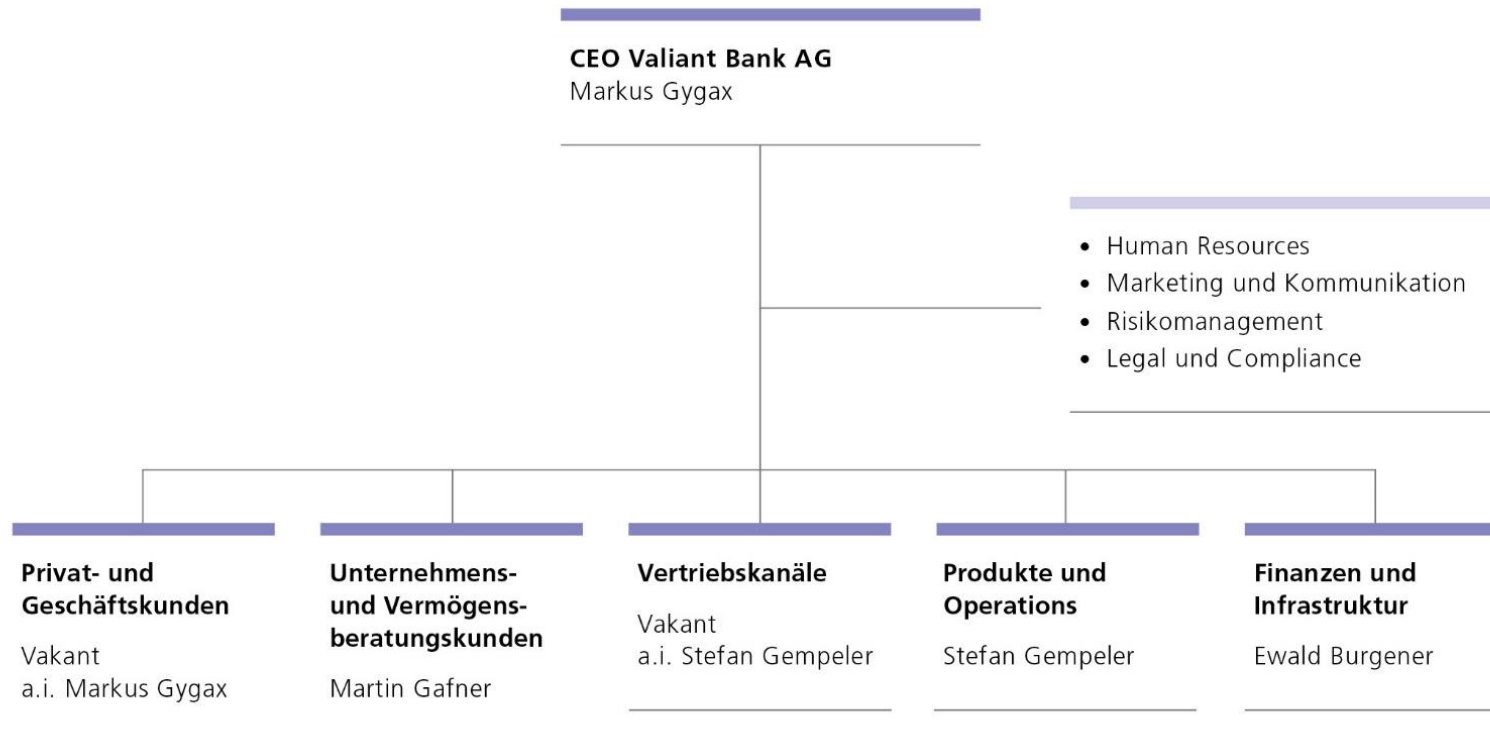 CEO Valiant Bank AG
Markus Gygax
• Human Resources
• Marketing und Kommunikation
• Risikomanagement
• Legal und Compliance
Privat- und
Geschäftskunden
Vakant
a.i. Markus Gygax
Unternehmens-
und Vermögens-
beratungskunden
Martin Gafner
Vertriebskanäle
Vakant
a.i. Stefan Gempeler
Produkte und
Operations
Stefan Gempeler
Finanzen und
Infrastruktur
Ewald Burgener